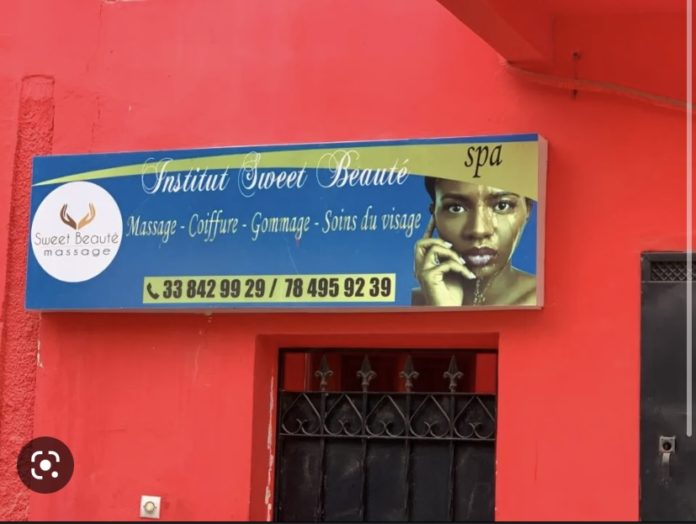 Institut Sweet Beauté
spa
Sweet Beauté
massage
Massage - Coiffure - Gommage - Soins du visage
33 842 99 29 / 78 495 92 39